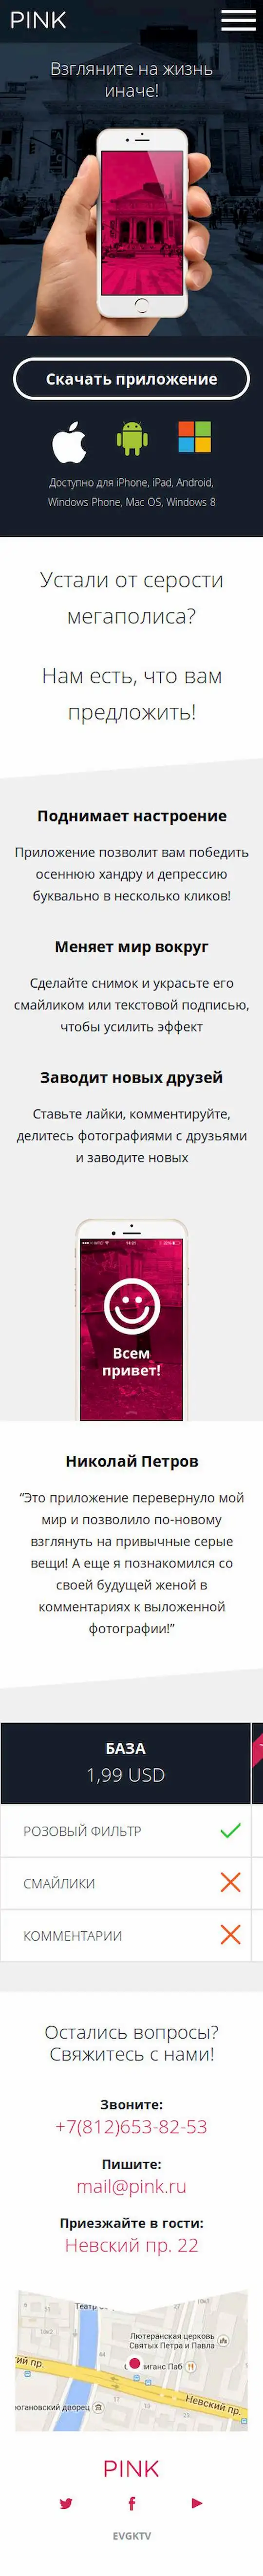 PINK
Взгляните на жизнь
иначе!
Скачать приложение
Доступно для iPhone, iPad, Android,
Windows Phone, Mac OS, Windows 8
Устали от серости
мегаполиса?
Нам есть, что вам
предложить!
Поднимает настроение
Приложение позволит вам победить
осеннюю хандру и депрессию
буквально в несколько кликов!
Меняет мир вокруг
Сделайте снимок и украсьте его
смайликом или текстовой подписью,
чтобы усилить эффект
Заводит новых друзей
Ставьте лайки, комментируйте,
делитесь фотографиями с друзьями
и заводите новых
Всем
привет!
Николай Петров
“Это приложение перевернуло мой
мир и позволило по-новому
взглянуть на привычные серые
вещи! А еще я познакомился со
своей будущей женой в
комментариях к выложенной
фотографии!”
БАЗА
1,99 USD
РОЗОВЫЙ ФИЛЬТР
СМАЙЛИКИ
КОММЕНТАРИИ
Остались вопросы?
Свяжитесь с нами!
Звоните:
+7(812)653-82-53
Пишите:
mail@pink.ru
Приезжайте в гости:
Невский пр. 22
Лютеранская церковь
Святых Петра и Павла
Паб
Невский пр.
PINK
EVGKTV